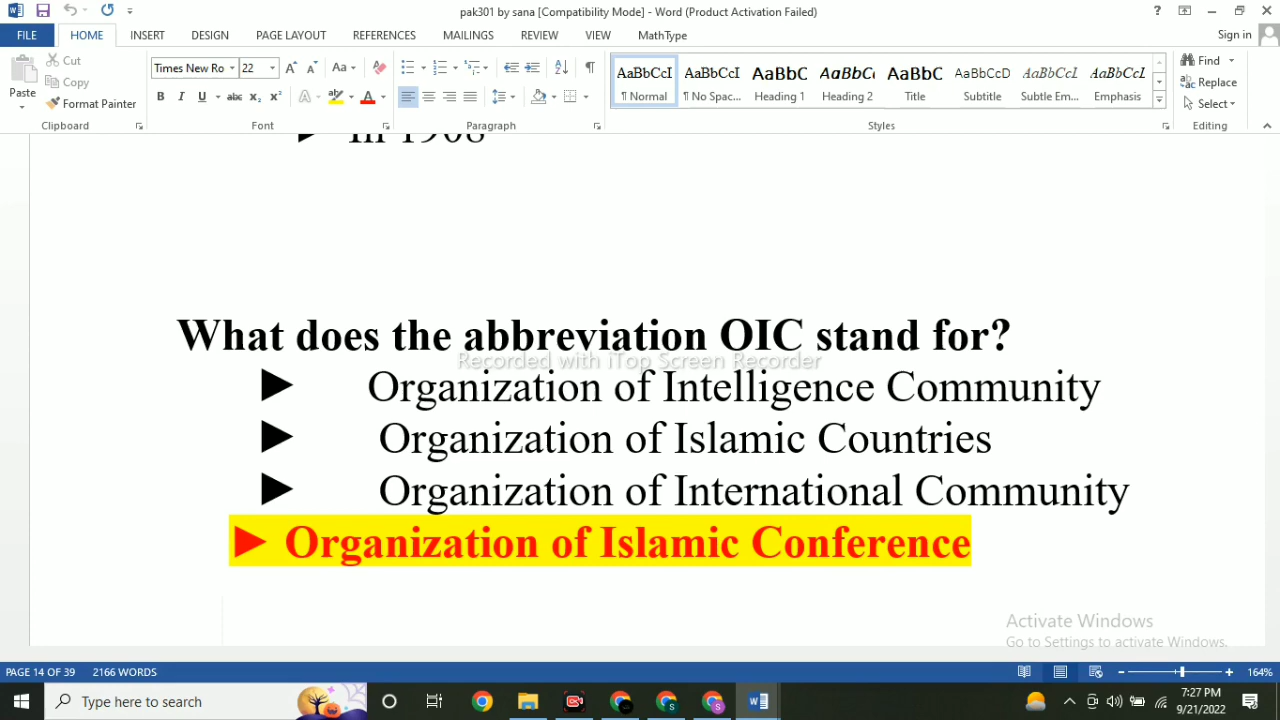 pak301 by sana [Compatibility Mode] - Word (Product Activation Failed)
FILE HOME INSERT DESIGN PAGE LAYOUT REFERENCES MAILINGS REVIEW VIEW MathType Sign in
Cut
Copy
Format Painter
Paste
Times New Ro 22
AaBbCcI AaBbCcI AaBbC AaBbCc AaBbC AaBbCcD AaBbCcL AaBbCcL
¶ Normal ¶ No Spac... Heading 1 Heading 2 Title Subtitle Subtle Em... Emphasis
Find
Replace
Select
Clipboard Font Paragraph Styles Editing
In 1908
What does the abbreviation OIC stand for?
Recorded with iTop Screen Recorder
Organization of Intelligence Community
Organization of Islamic Countries
Organization of International Community
Organization of Islamic Conference
Activate Windows
Go to Settings to activate Windows.
PAGE 14 OF 39 2166 WORDS 164%
Type here to search
7:27 PM
9/21/2022